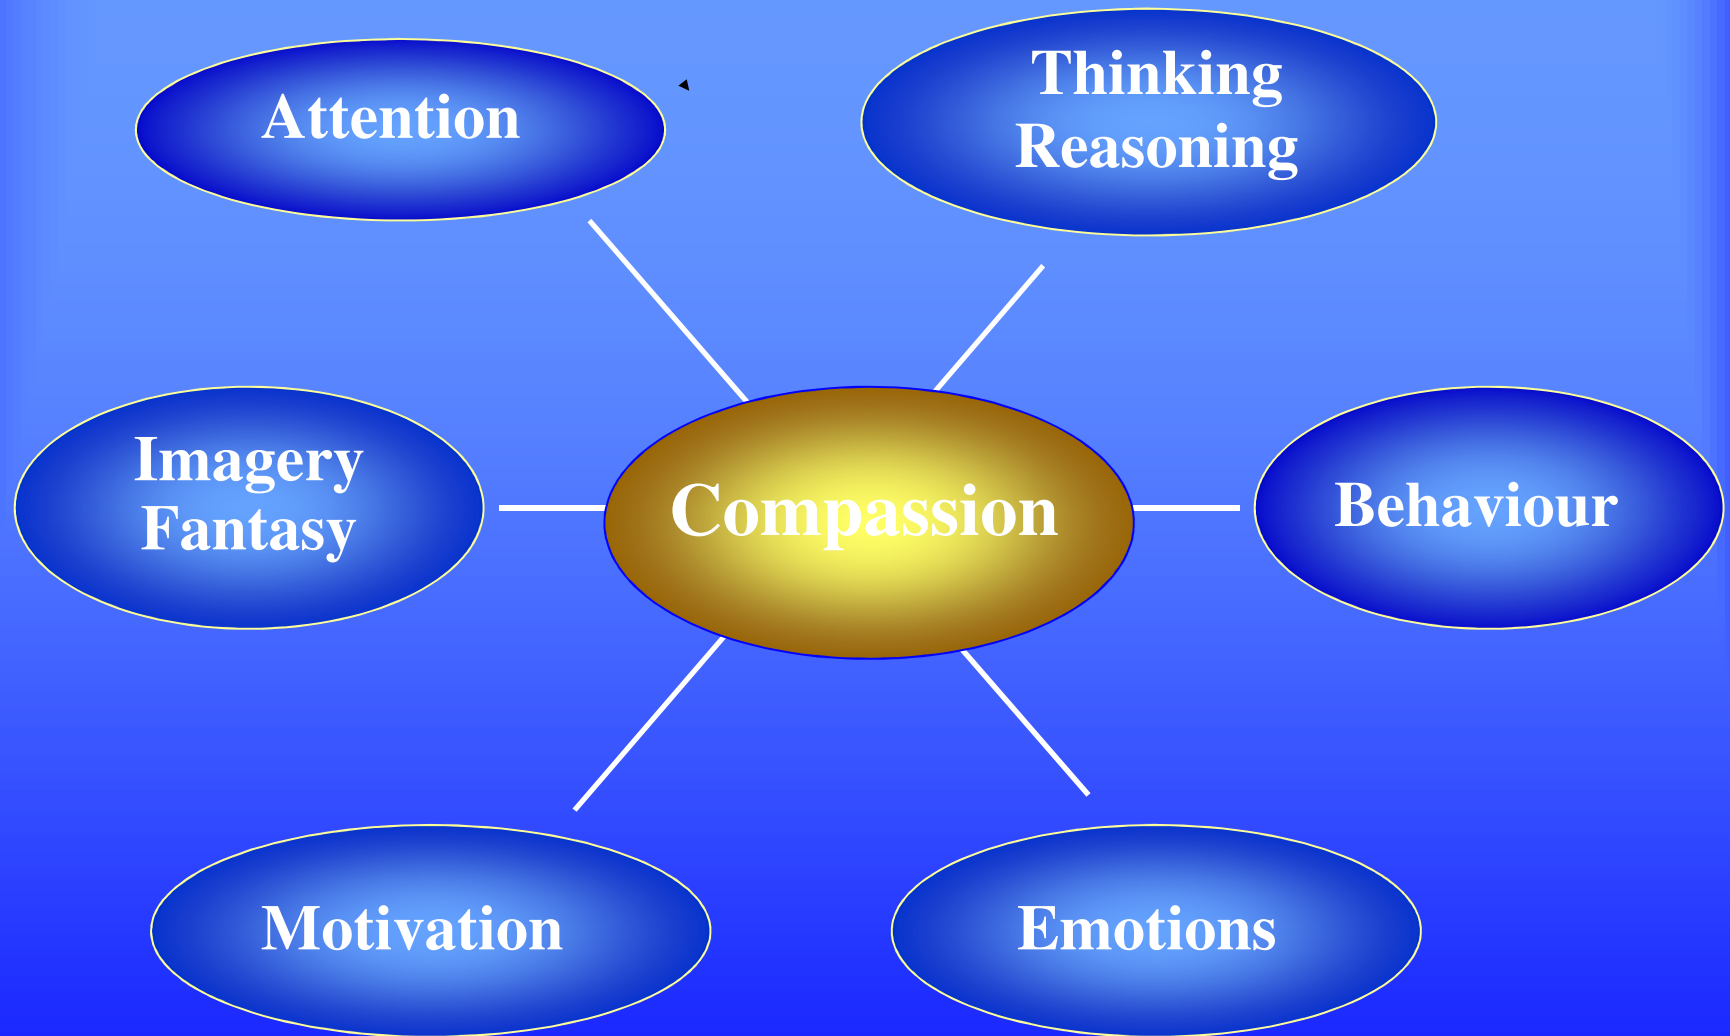 Attention
Thinking
Reasoning
Imagery
Fantasy
Compassion
Behaviour
Motivation
Emotions